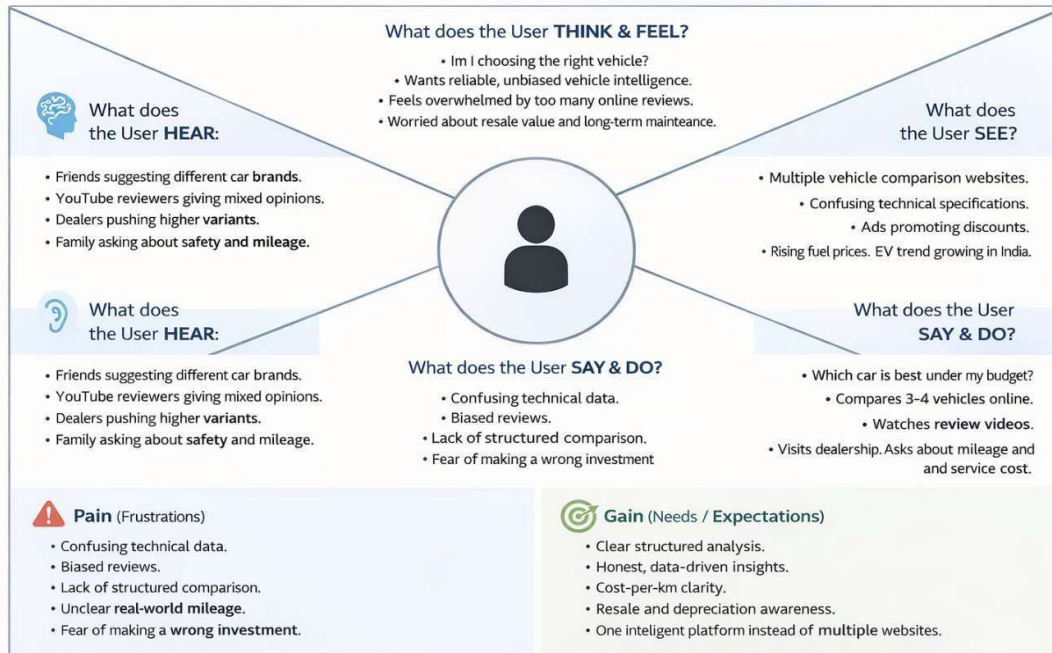 What does the User THINK & FEEL?
• Im I choosing the right vehicle?
• Wants reliable, unbiased vehicle intelligence.
• Feels overwhelmed by too many online reviews.
• Worried about resale value and long-term mainteance.
What does
the User HEAR:
• Friends suggesting different car brands.
• YouTube reviewers giving mixed opinions.
• Dealers pushing higher variants.
• Family asking about safety and mileage.
What does
the User SEE?
• Multiple vehicle comparison websites.
• Confusing technical specifications.
• Ads promoting discounts.
• Rising fuel prices. EV trend growing in India.
What does
the User HEAR:
• Friends suggesting different car brands.
• YouTube reviewers giving mixed opinions.
• Dealers pushing higher variants.
• Family asking about safety and mileage.
What does the User SAY & DO?
• Confusing technical data.
• Biased reviews.
• Lack of structured comparison.
• Fear of making a wrong investment
What does the User
SAY & DO?
• Which car is best under my budget?
• Compares 3–4 vehicles online.
• Watches review videos.
• Visits dealership. Asks about mileage and
and service cost.
Pain (Frustrations)
• Confusing technical data.
• Biased reviews.
• Lack of structured comparison.
• Unclear real-world mileage.
• Fear of making a wrong investment.
Gain (Needs / Expectations)
• Clear structured analysis.
• Honest, data-driven insights.
• Cost-per-km clarity.
• Resale and depreciation awareness.
• One inteligent platform instead of multiple websites.